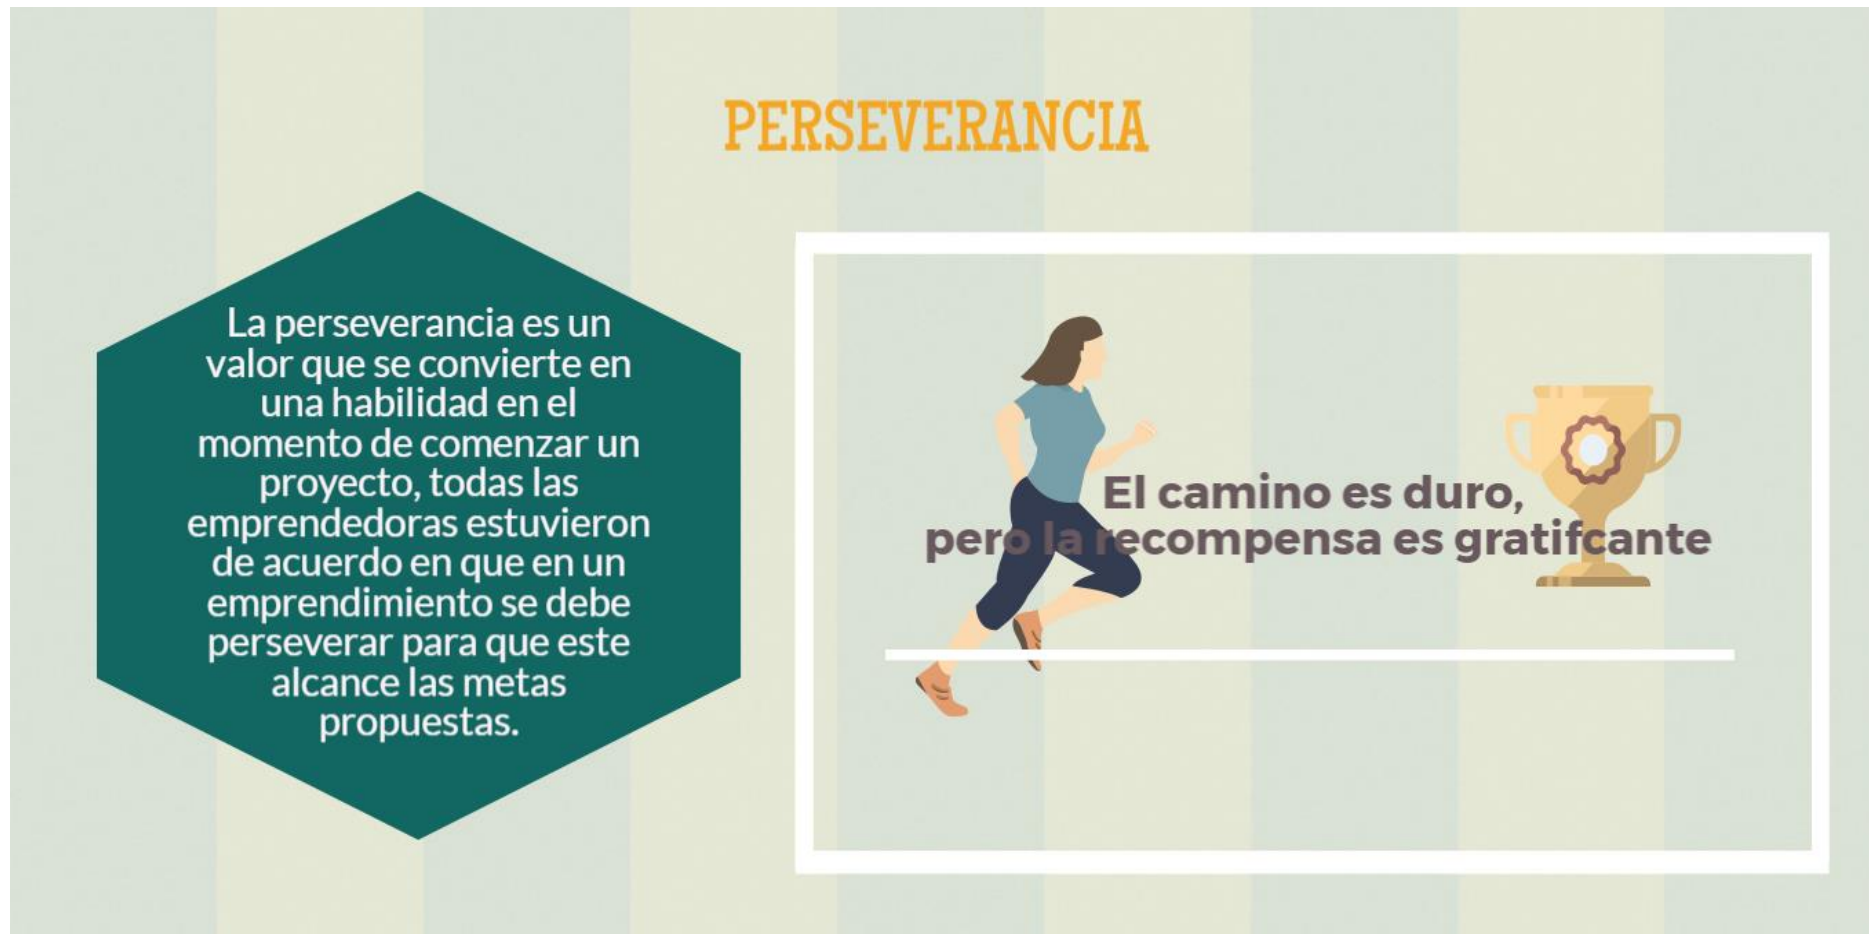 PERSEVERANCIA
La perseverancia es un
valor que se convierte en
una habilidad en el
momento de comenzar un
proyecto, todas las
emprendedoras estuvieron
de acuerdo en que en un
emprendimiento se debe
perseverar para que este
alcance las metas
propuestas.
El camino es duro,
pero la recompensa es gratifcante